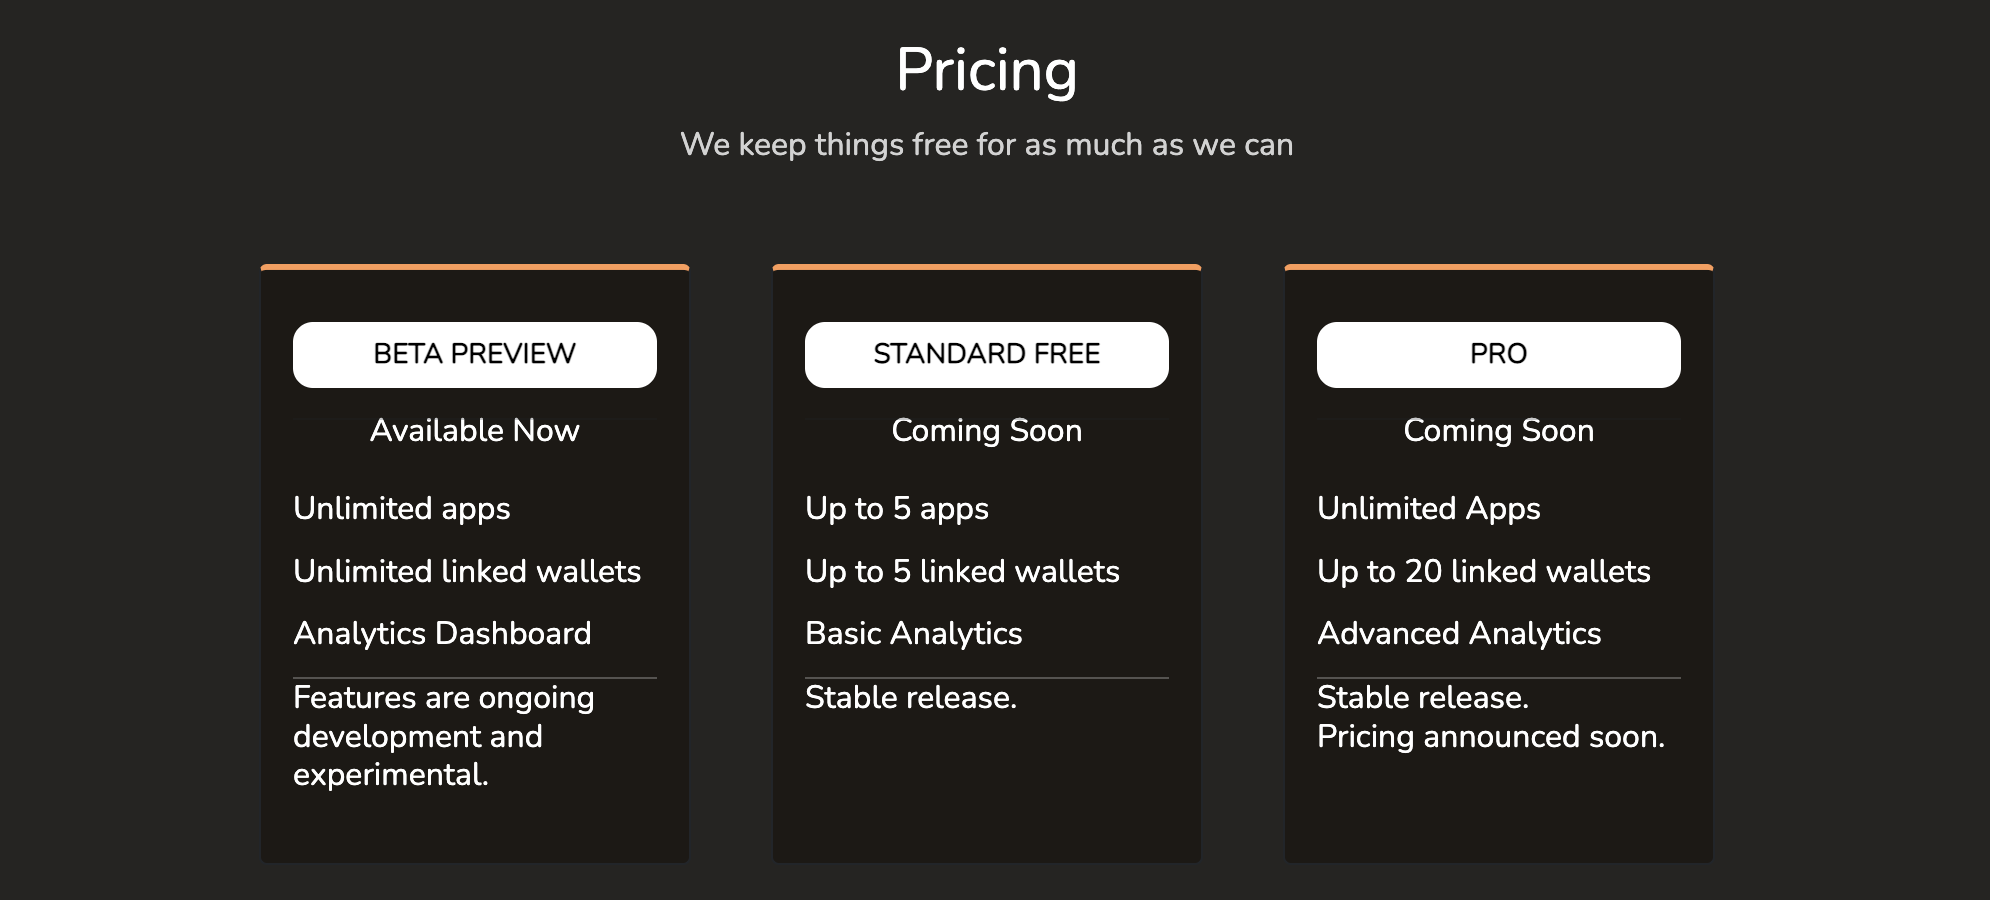 Pricing
We keep things free for as much as we can
BETA PREVIEW
Available Now
Unlimited apps
Unlimited linked wallets
Analytics Dashboard
Features are ongoing
development and
experimental.
STANDARD FREE
Coming Soon
Up to 5 apps
Up to 5 linked wallets
Basic Analytics
Stable release.
PRO
Coming Soon
Unlimited Apps
Up to 20 linked wallets
Advanced Analytics
Stable release.
Pricing announced soon.